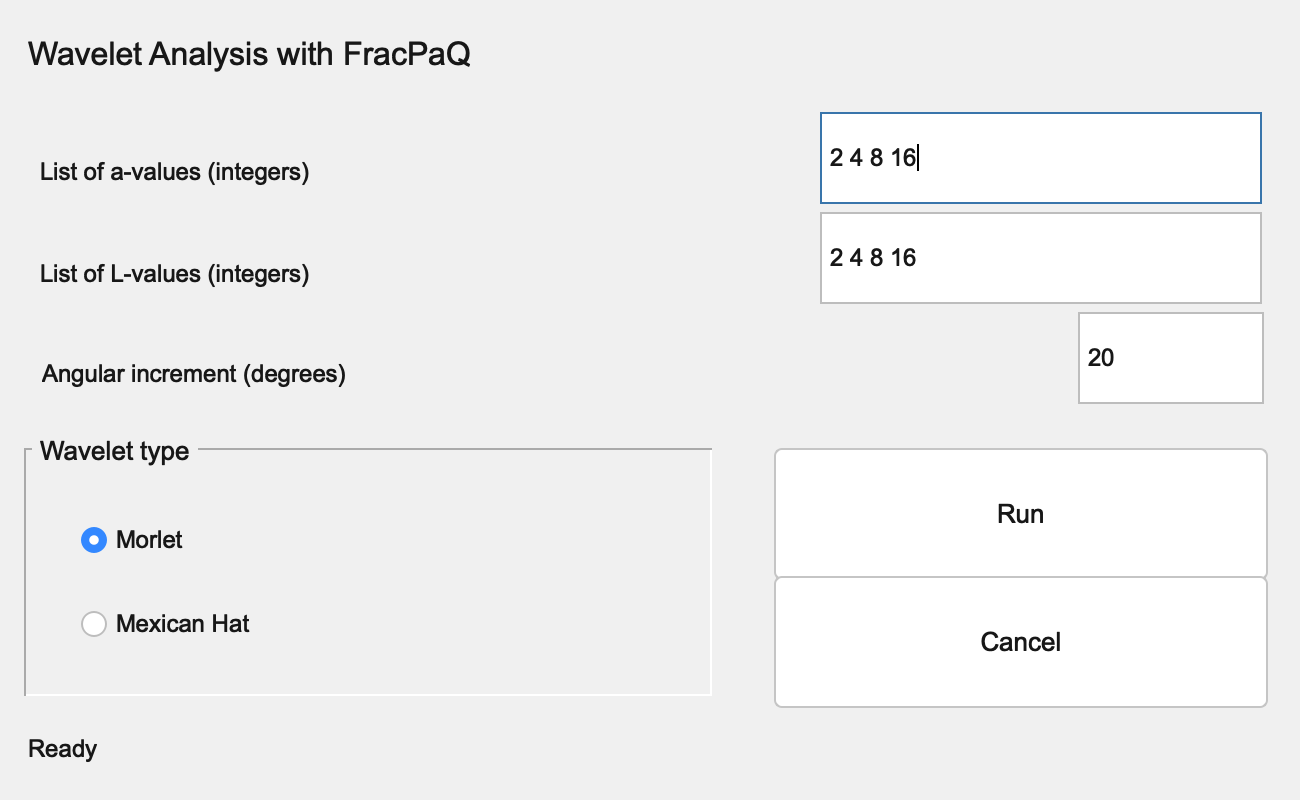 Wavelet Analysis with FracPaQ
List of a-values (integers)
2 4 8 16
List of L-values (integers)
2 4 8 16
Angular increment (degrees)
20
Wavelet type
Morlet
Mexican Hat
Run
Cancel
Ready